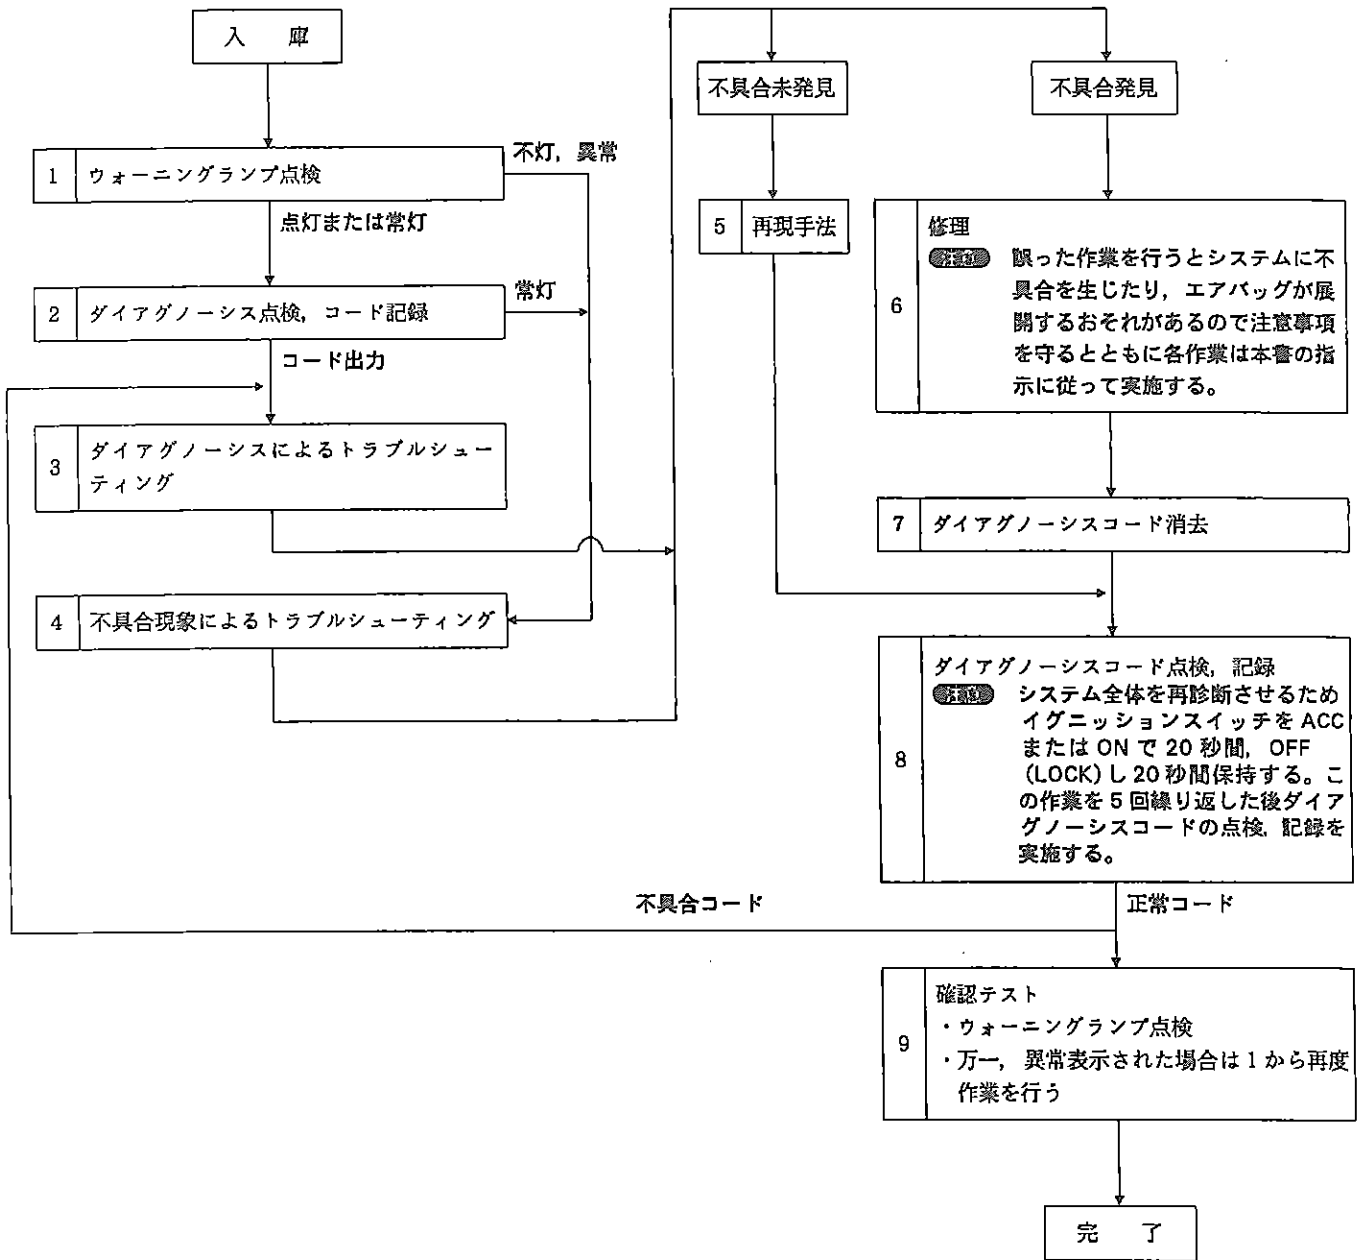 入 庫
不灯, 異常
1 ウォーニングランプ点検
点灯または常灯
常灯
2 ダイアグノーシス点検, コード記録
コード出力
3 ダイアグノーシスによるトラブルシュー
ティング
4 不具合現象によるトラブルシューティング
不具合未発見
5 再現手法
不具合発見
6 修理
注意 誤った作業を行うとシステムに不
具合を生じたり, エアバッグが展
開するおそれがあるので注意事項
を守るとともに各作業は本書の指
示に従って実施する。
7 ダイアグノーシスコード消去
8 ダイアグノーシスコード点検, 記録
注意 システム全体を再診断させるため
イグニッションスイッチを ACC
または ON で 20 秒間, OFF
(LOCK) し 20 秒間保持する。こ
の作業を 5 回繰り返した後ダイア
グノーシスコードの点検, 記録を
実施する。
不具合コード
正常コード
9 確認テスト
・ウォーニングランプ点検
・万一, 異常表示された場合は 1 から再度
作業を行う
完 了